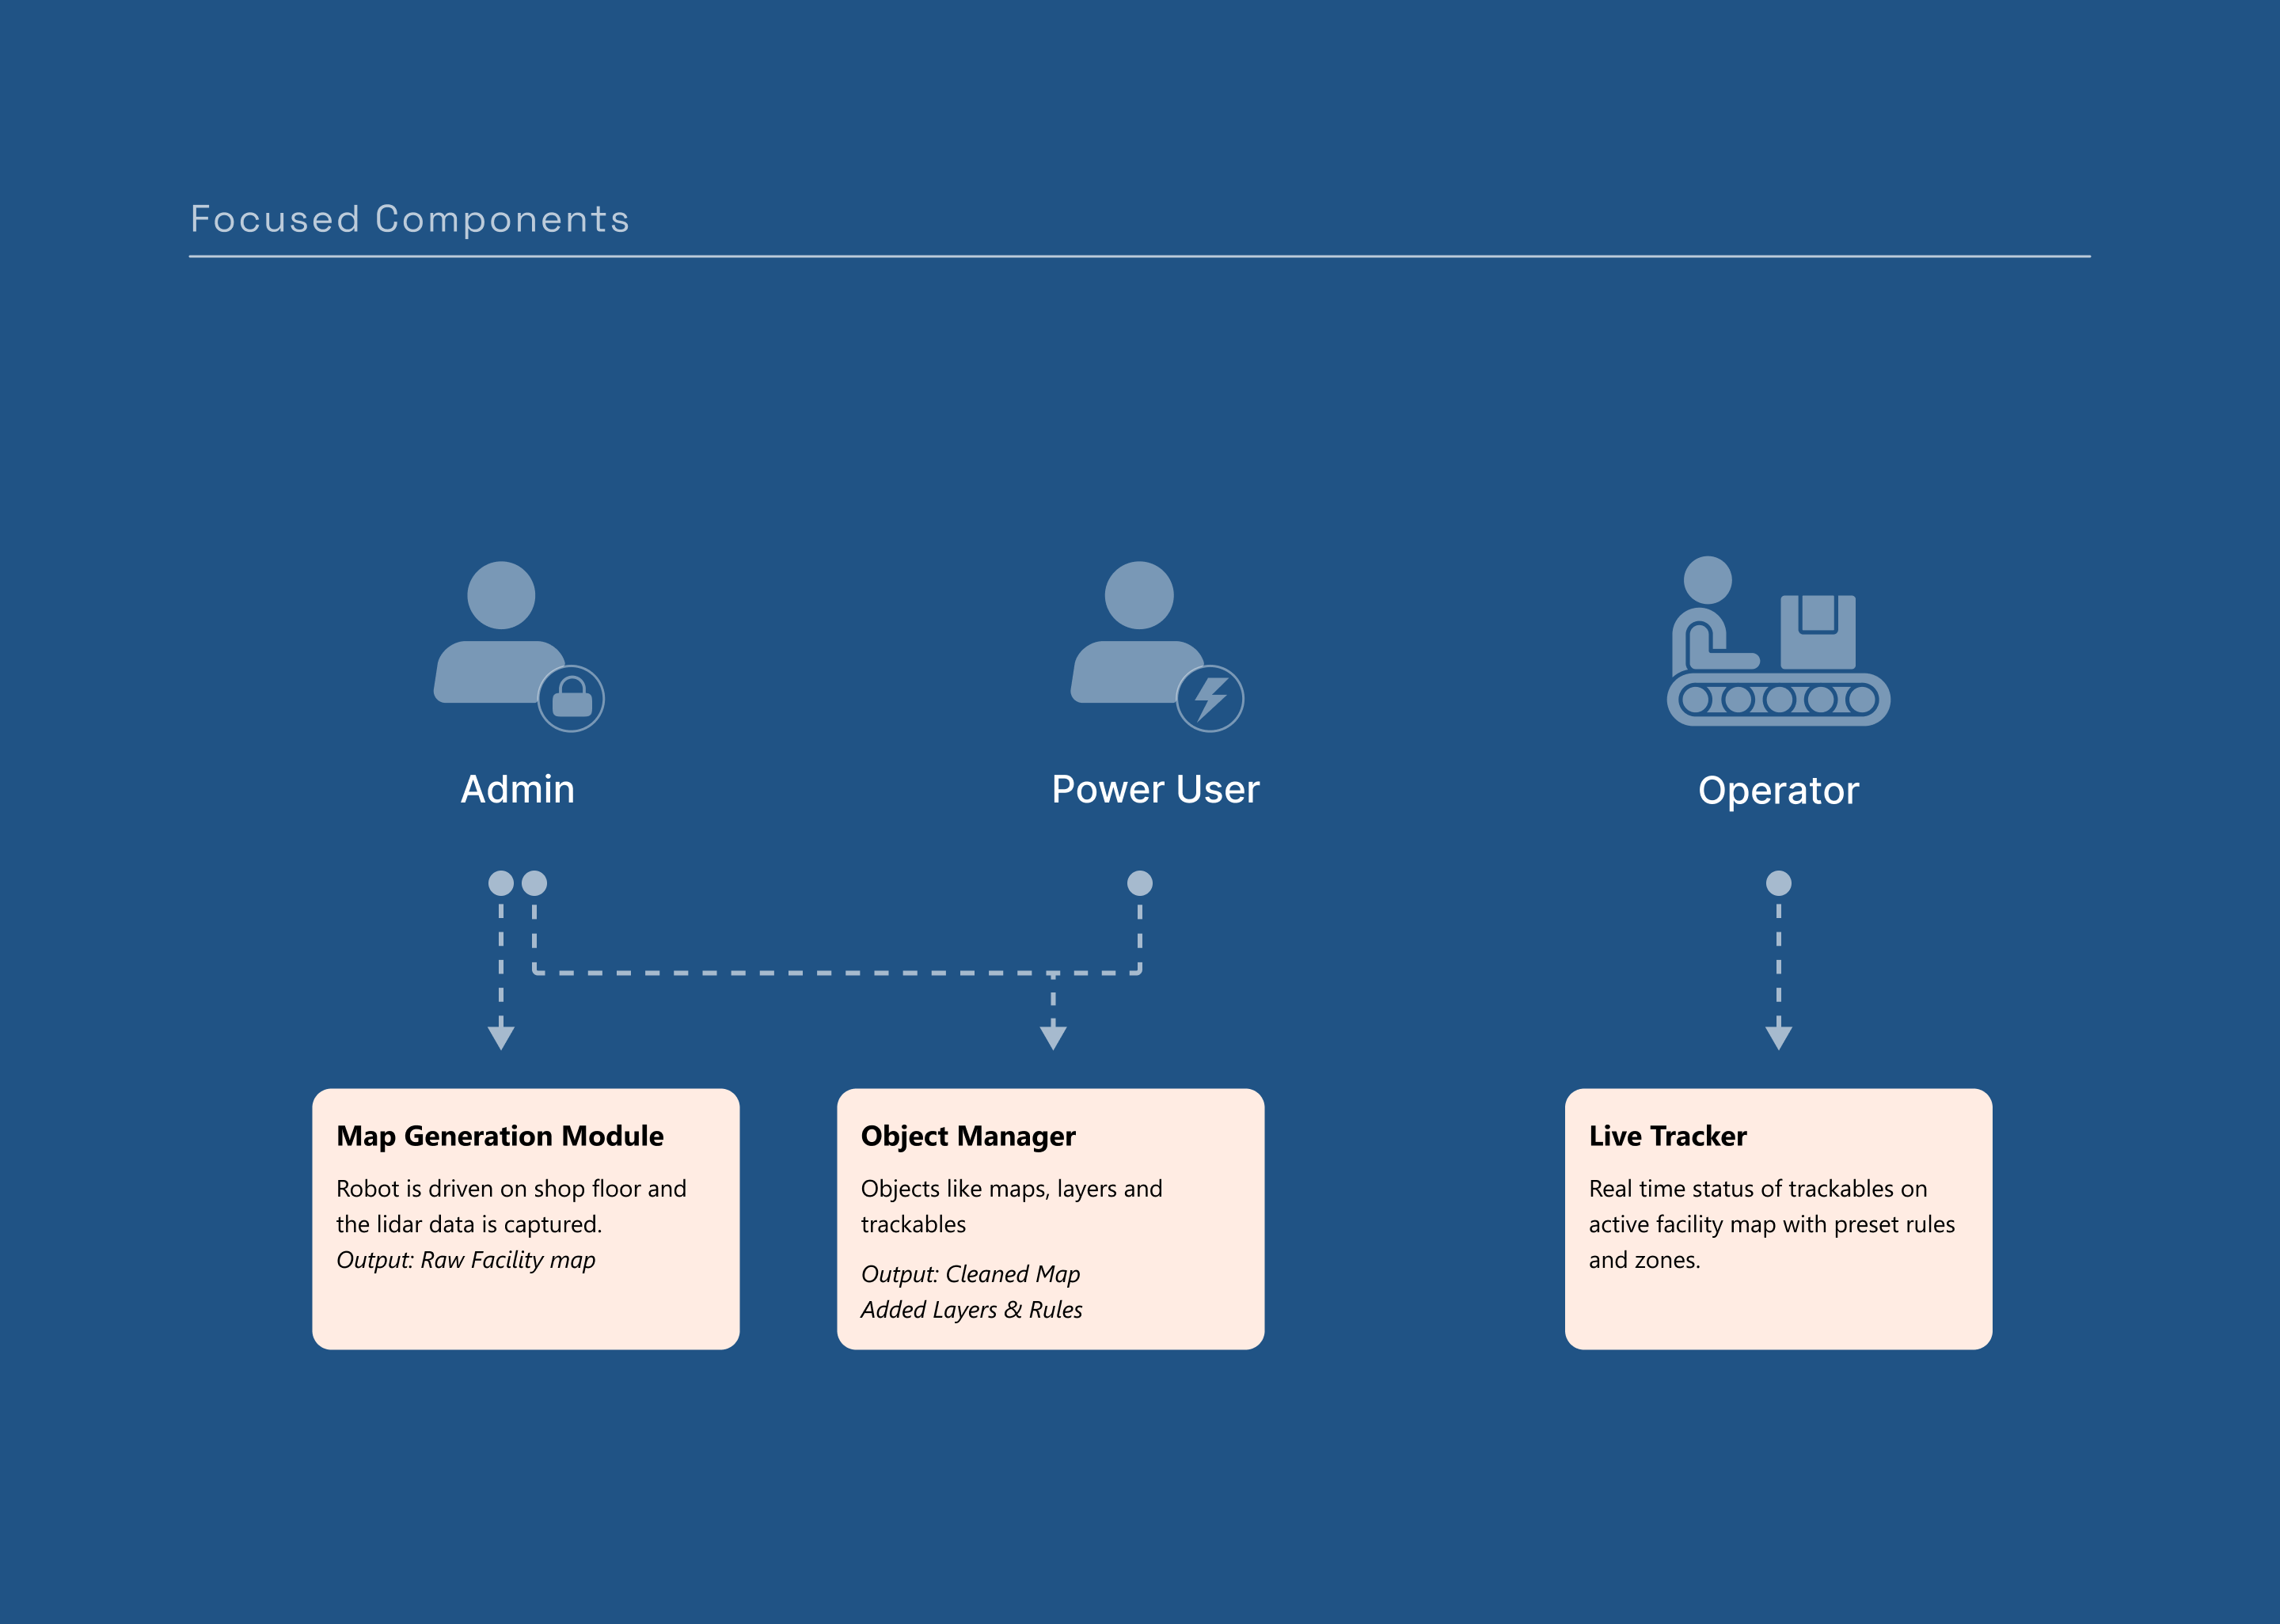 Focused Components
Admin
Power User
Operator
Map Generation Module
Robot is driven on shop floor and
the lidar data is captured.
Output: Raw Facility map
Object Manager
Objects like maps, layers and
trackables
Output: Cleaned Map
Added Layers & Rules
Live Tracker
Real time status of trackables on
active facility map with preset rules
and zones.